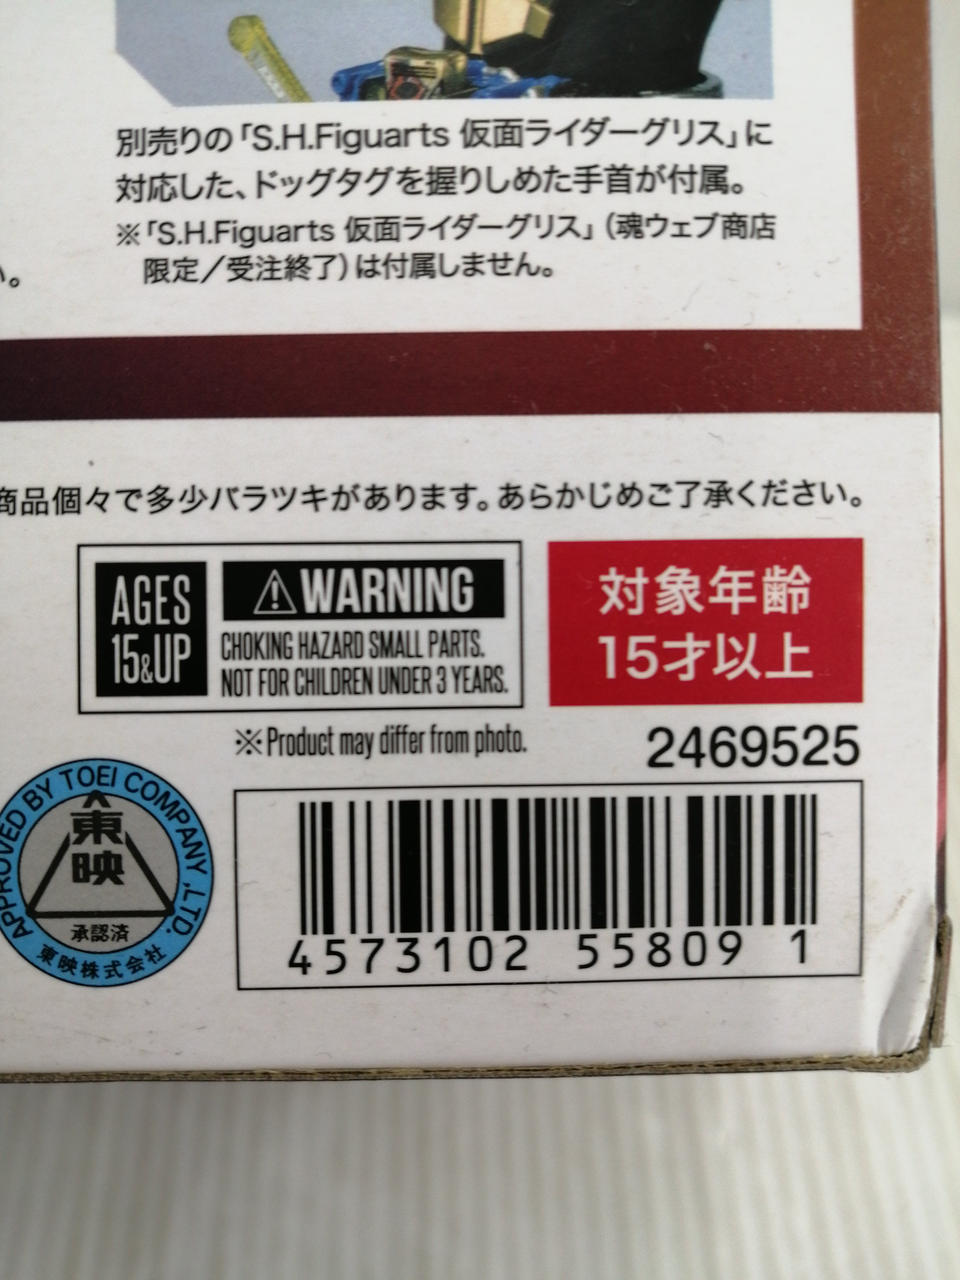 別売りの「S.H.Figuarts 仮面ライダーグリス」に
対応した、ドッグタグを握りしめた手首が付属。
※「S.H.Figuarts 仮面ライダーグリス」（魂ウェブ商店
限定／受注終了）は付属しません。
い。
商品個々で多少バラツキがあります。あらかじめご了承ください。
AGES
15&UP
⚠WARNING
CHOKING HAZARD SMALL PARTS.
NOT FOR CHILDREN UNDER 3 YEARS.
対象年齢
15才以上
※Product may differ from photo.
2469525
APPROVED BY TOEI COMPANY ,LTD.
東映
承認済
東映株式会社
4573102 55809 1